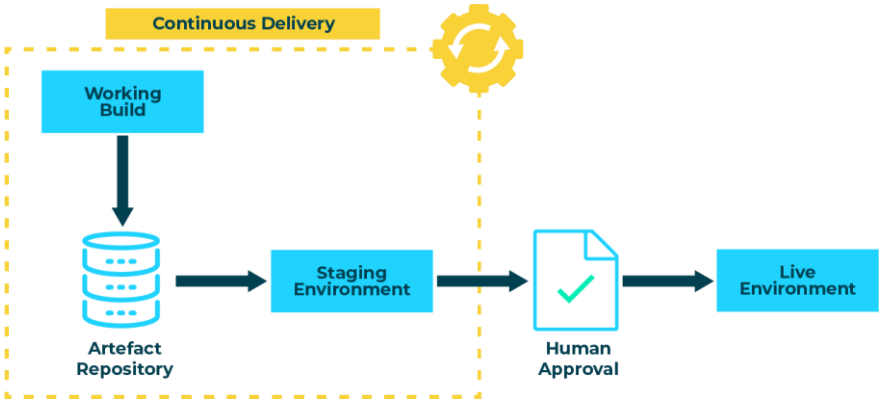 Continuous Delivery
Working
Build
Staging
Environment
Live
Environment
Artefact
Repository
Human
Approval